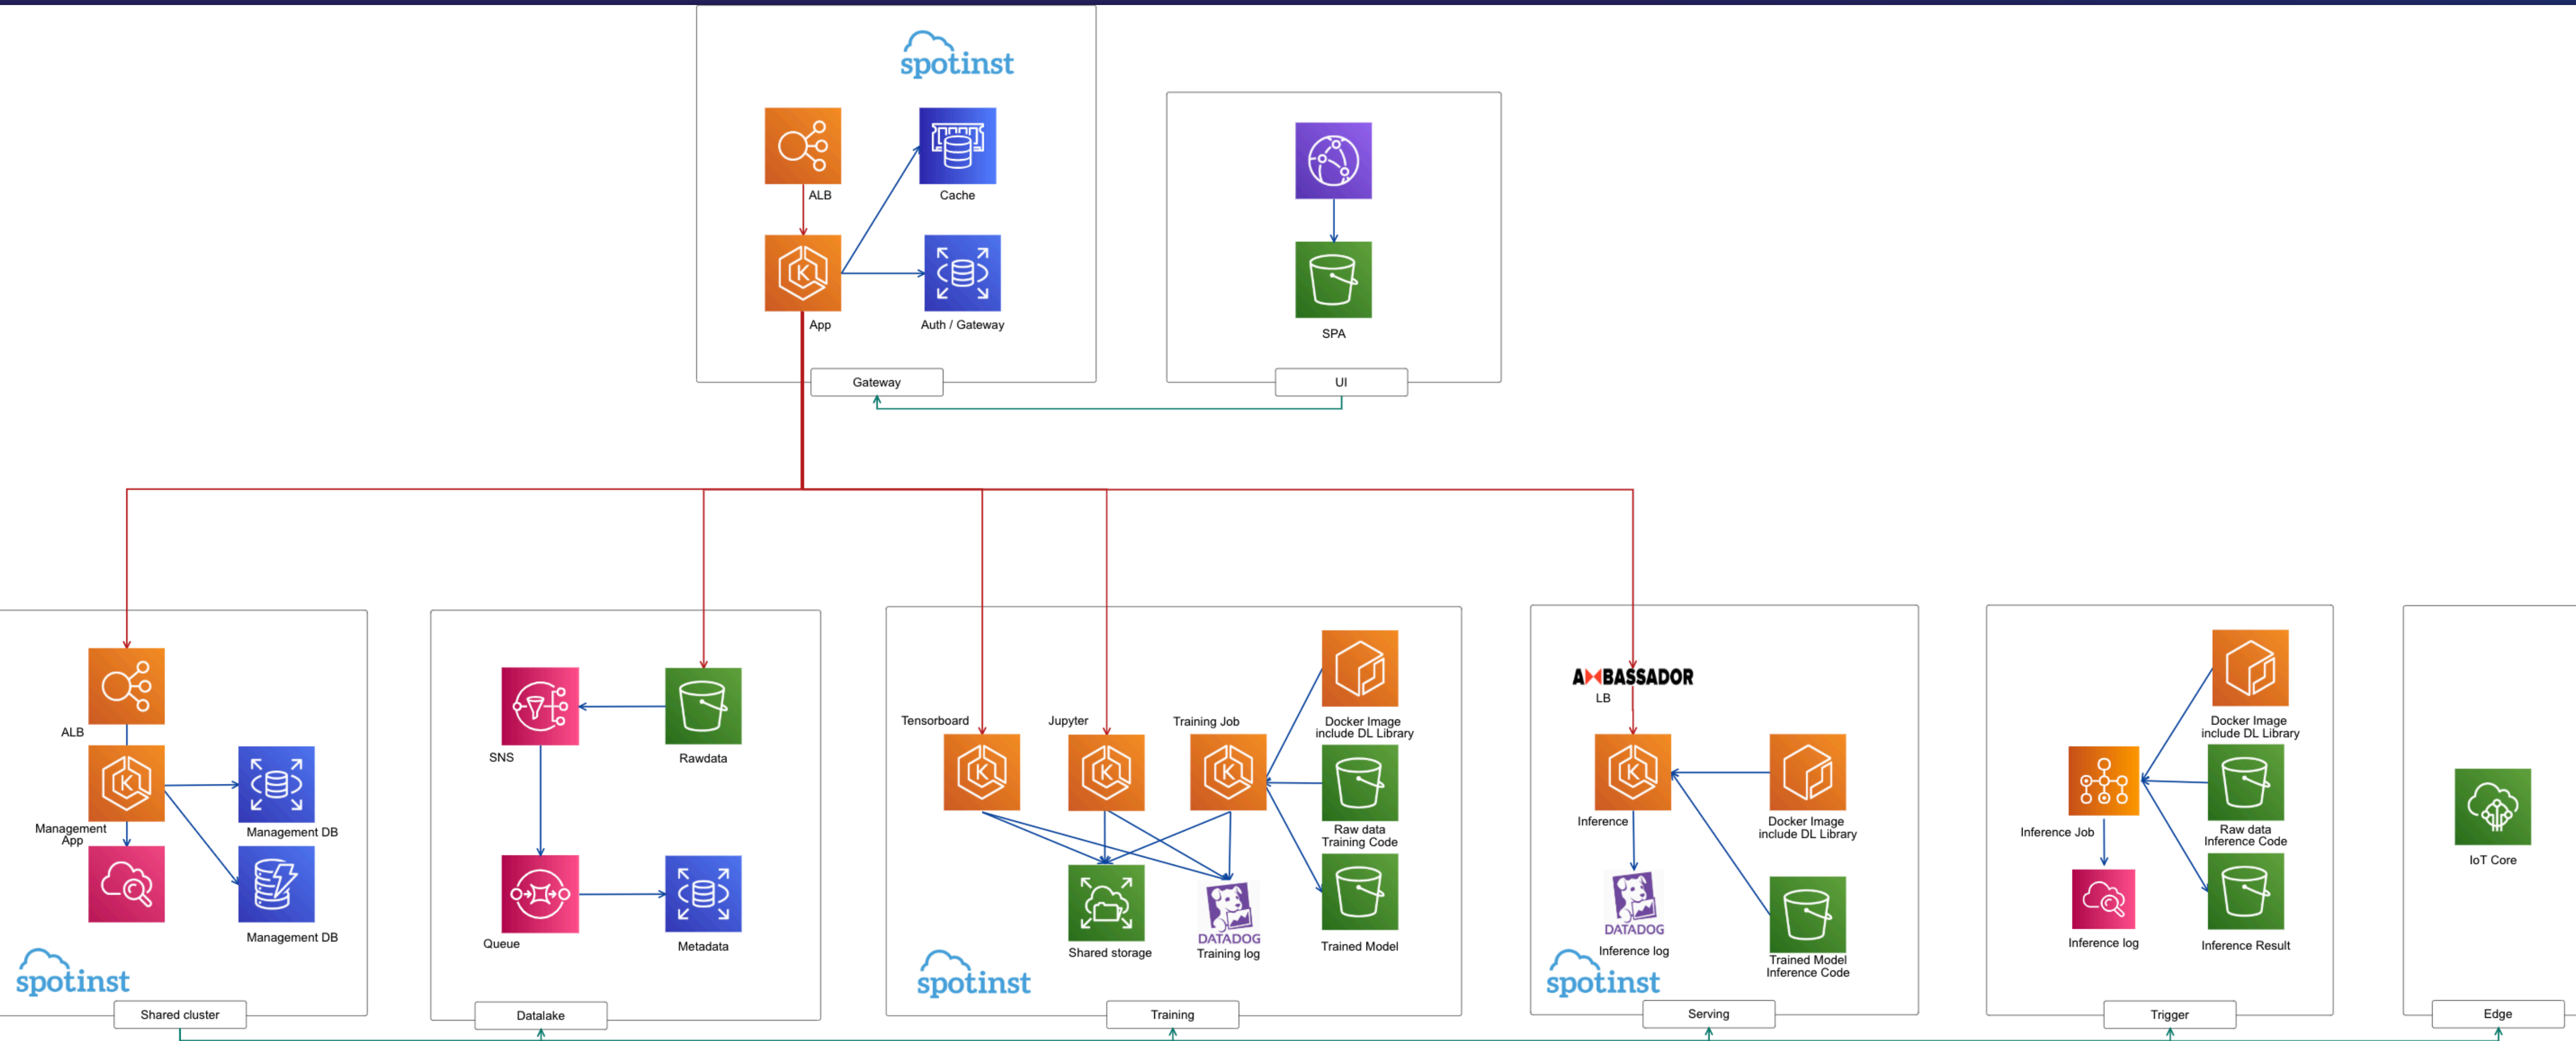 spotinst
ALB
Cache
App
Auth / Gateway
Gateway
SPA
UI
ALB
Management
App
Management DB
Management DB
spotinst
Shared cluster
SNS
Rawdata
Queue
Metadata
Datalake
Tensorboard
Jupyter
Training Job
Docker Image
include DL Library
Raw data
Training Code
Shared storage
DATADOG
Training log
Trained Model
spotinst
Training
AMBASSADOR
LB
Inference
Docker Image
include DL Library
DATADOG
Inference log
Trained Model
Inference Code
spotinst
Serving
Docker Image
include DL Library
Inference Job
Raw data
Inference Code
Inference log
Inference Result
Trigger
IoT Core
Edge